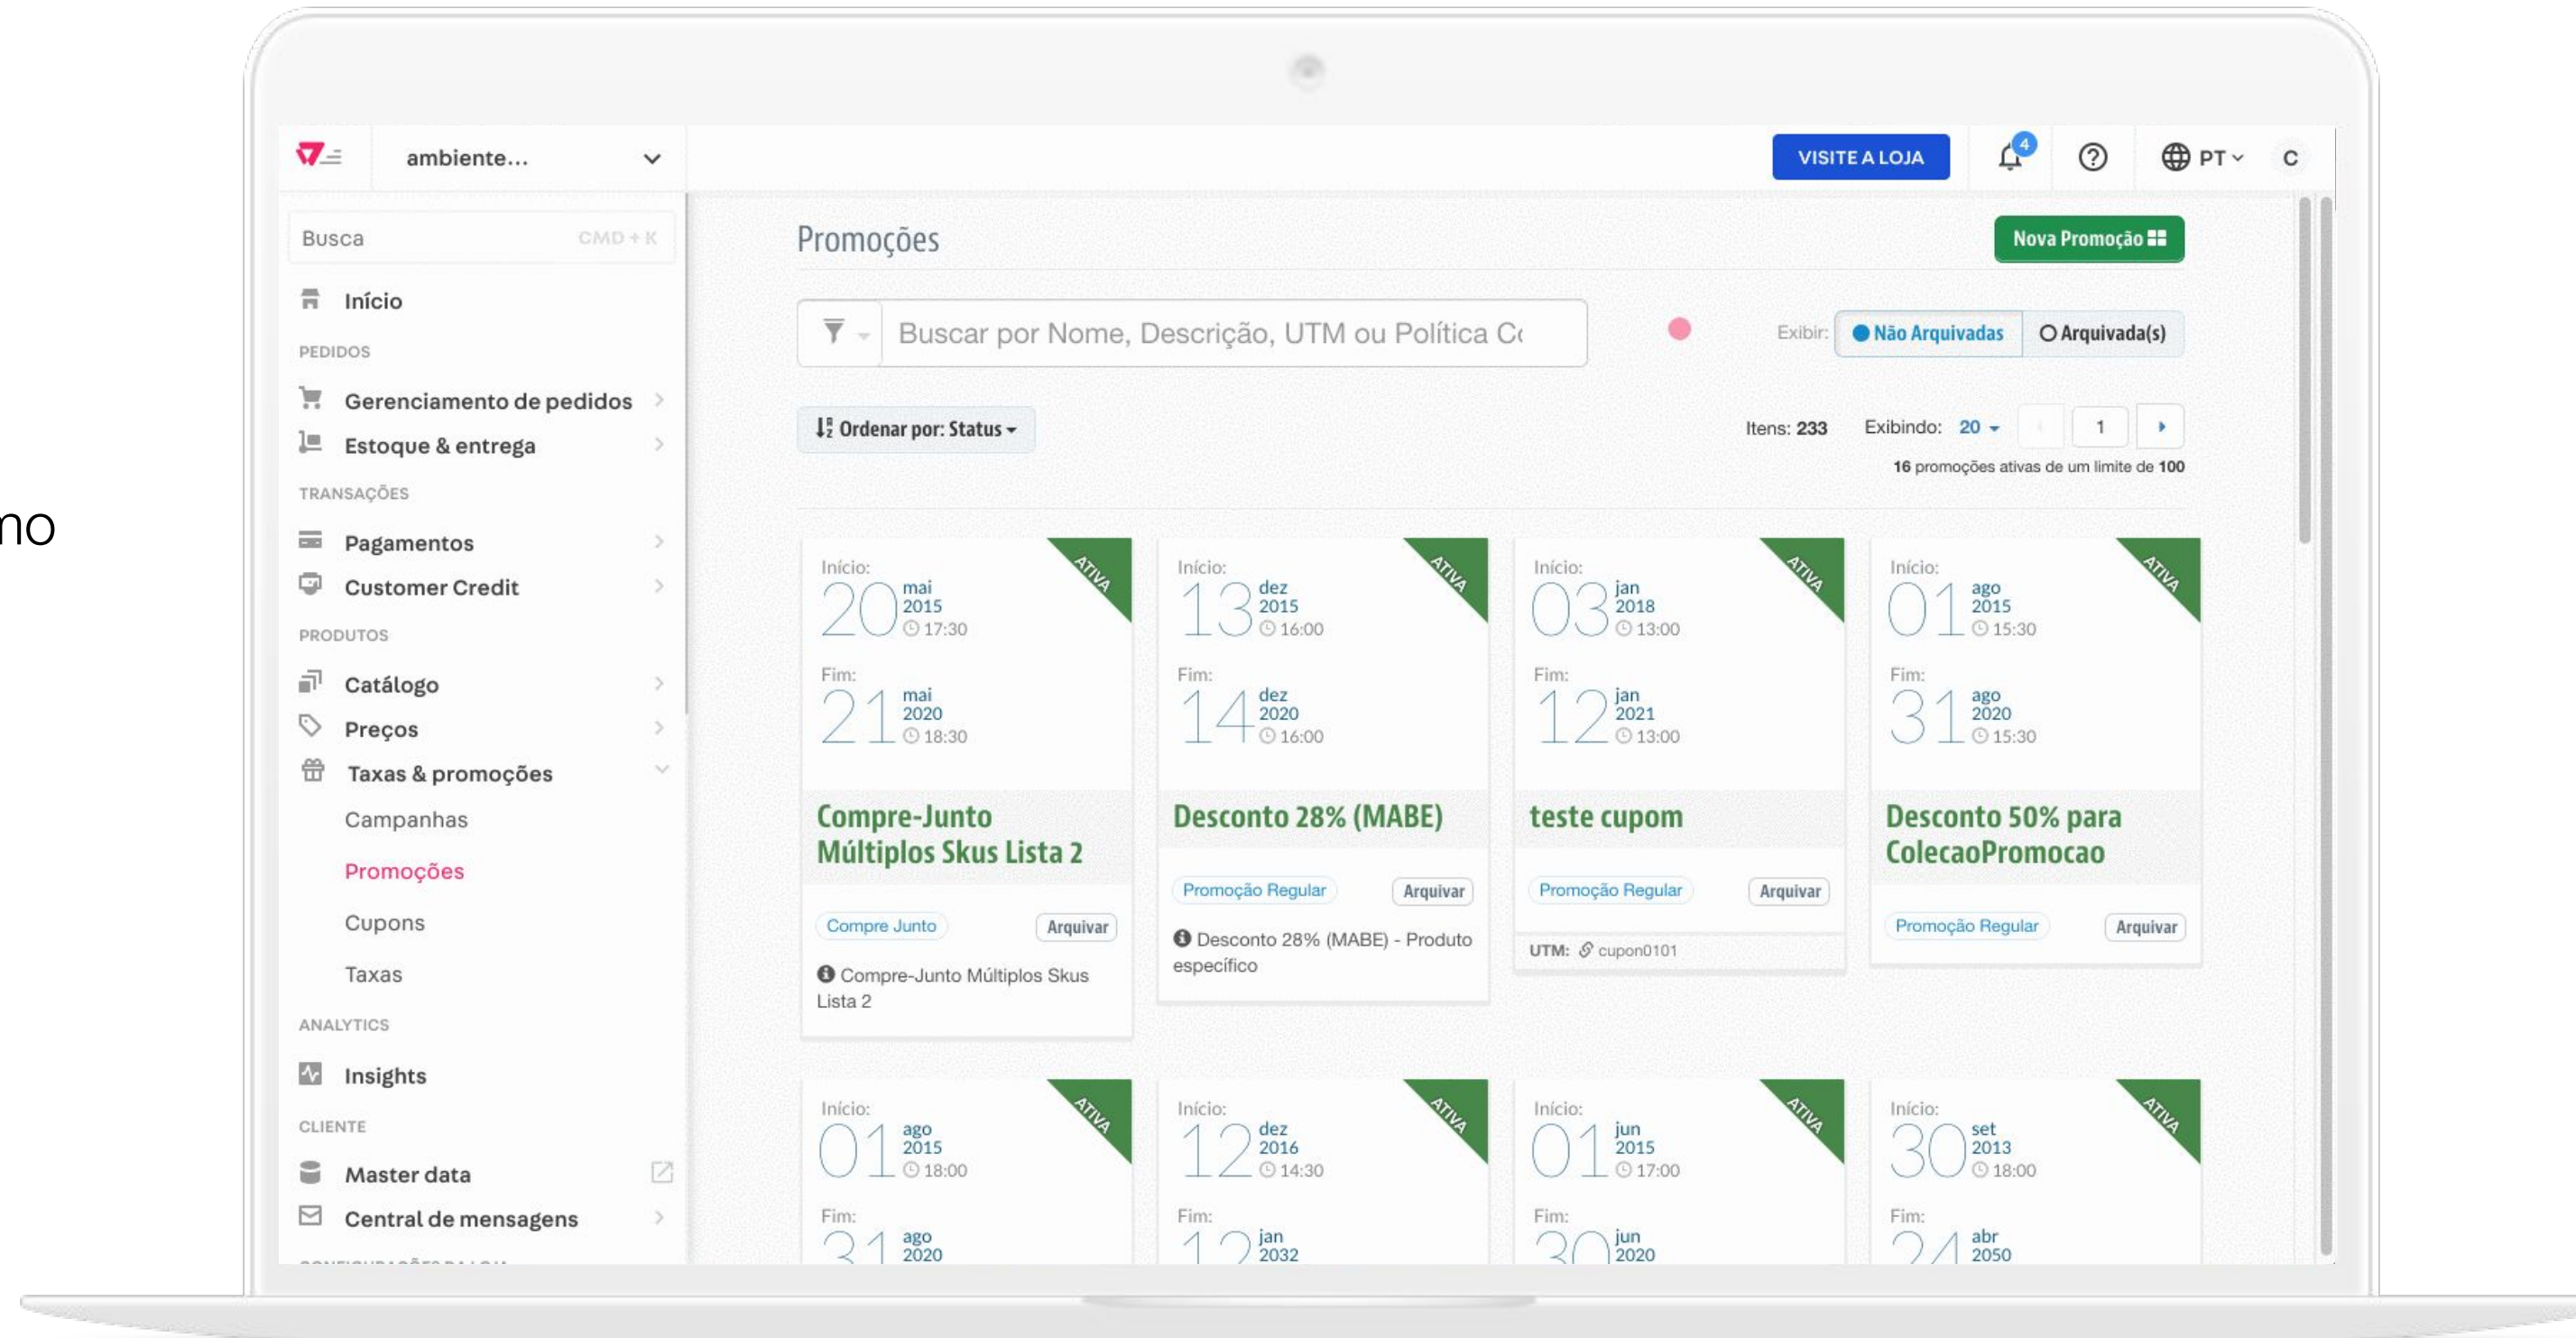 mo
ambiente...
VISITE A LOJA
4
PT
C
Busca CMD + K
Início
PEDIDOS
Gerenciamento de pedidos
Estoque & entrega
TRANSAÇÕES
Pagamentos
Customer Credit
PRODUTOS
Catálogo
Preços
Taxas & promoções
Campanhas
Promoções
Cupons
Taxas
ANALYTICS
Insights
CLIENTE
Master data
Central de mensagens
Promoções
Nova Promoção
Buscar por Nome, Descrição, UTM ou Política
Exibir: Não Arquivadas Arquivada(s)
Ordenar por: Status
Itens: 233 Exibindo: 20 1
16 promoções ativas de um limite de 100
ATIVA
Início:
20 mai
2015
17:30
Fim:
21 mai
2020
18:30
Compre-Junto
Múltiplos Skus Lista 2
Compre Junto Arquivar
Compre-Junto Múltiplos Skus
Lista 2
ATIVA
Início:
13 dez
2015
16:00
Fim:
14 dez
2020
16:00
Desconto 28% (MABE)
Promoção Regular Arquivar
Desconto 28% (MABE) - Produto
específico
ATIVA
Início:
03 jan
2018
13:00
Fim:
12 jan
2021
13:00
teste cupom
Promoção Regular Arquivar
UTM: cupon0101
ATIVA
Início:
01 ago
2015
15:30
Fim:
31 ago
2020
15:30
Desconto 50% para
ColecaoPromocao
Promoção Regular Arquivar
ATIVA
Início:
01 ago
2015
18:00
Fim:
31 ago
2020
ATIVA
Início:
12 dez
2016
14:30
Fim:
12 jan
2032
ATIVA
Início:
01 jun
2015
17:00
Fim:
30 jun
2020
ATIVA
Início:
30 set
2013
18:00
Fim:
24 abr
2050